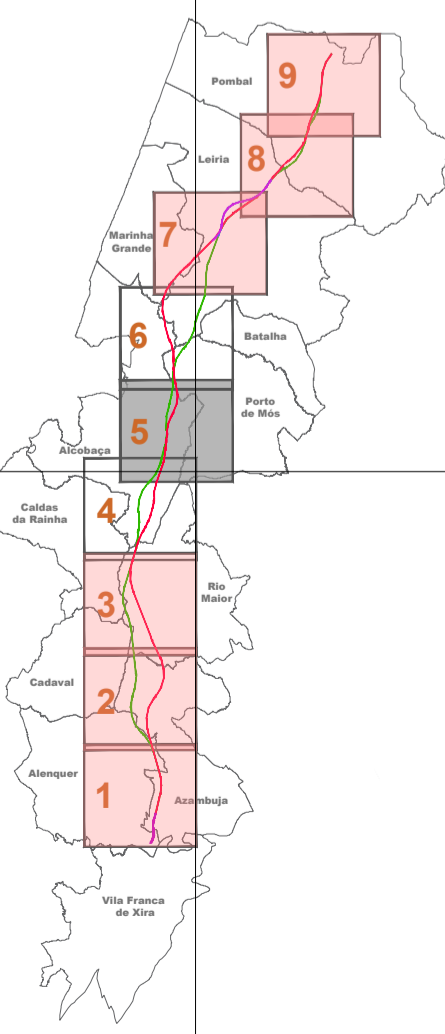 9
Pombal
8
Leiria
7
Marinha
Grande
6
Batalha
Porto
de Mós
5
Alcobaça
4
Caldas
da Rainha
Rio
Maior
3
Cadaval
2
Alenquer
1
Azambuja
Vila Franca
de Xira